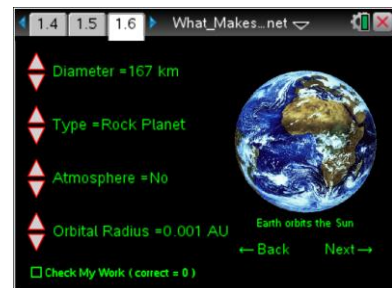 1.4 1.5 1.6 What_Makes...net
Diameter =167 km
Type =Rock Planet
Atmosphere =No
Orbital Radius =0.001 AU
Earth orbits the Sun
←Back Next→
Check My Work ( correct = 0 )